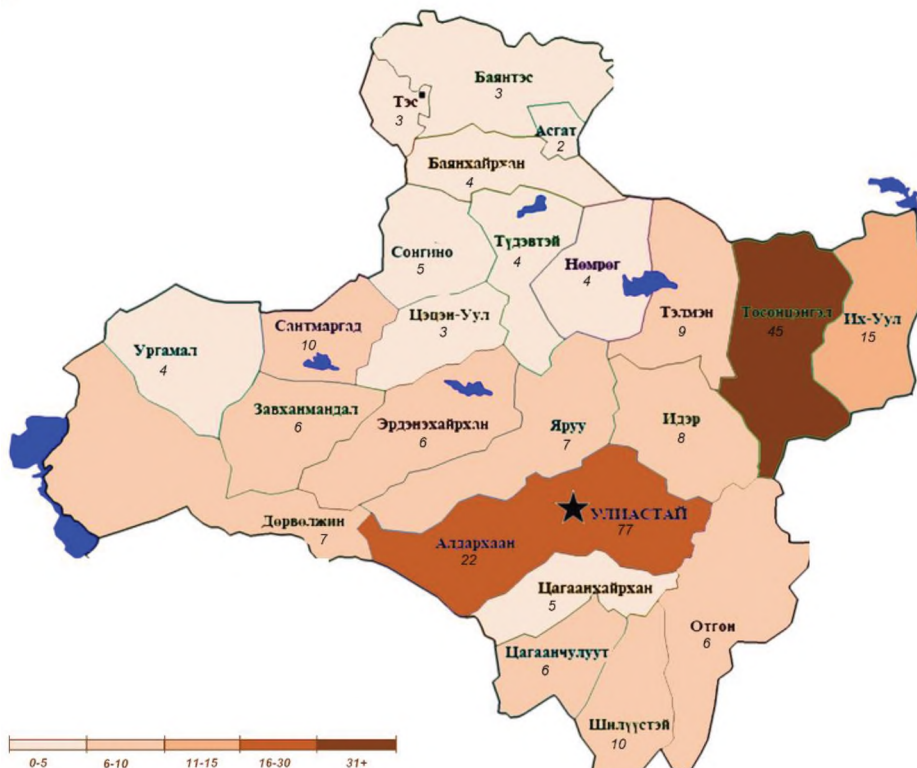 Баянтэс
3
Тэс
3
Асгат
2
Баянхайрхан
4
Түдэвтэй
4
Сонгино
5
Нөмрөг
4
Тэлмэн
9
Тосонцэнгэл
45
Их-Уул
15
Цэцэн-Уул
3
Сантмаргад
10
Ургамал
4
Завханмандал
6
Эрдэнэхайрхан
6
Яруу
7
Идэр
8
Дөрвөлжин
7
Алдархаан
22
УЛИАСТАЙ
77
Цагаанхайрхан
5
Отгон
6
Цагаанчулуут
6
Шилүүстэй
10
0-5 6-10 11-15 16-30 31+